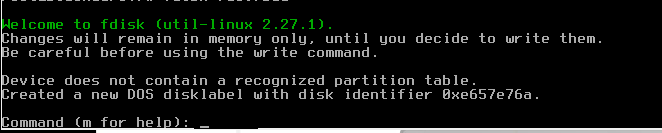 Welcome to fdisk (util-linux 2.27.1).
Changes will remain in memory only, until you decide to write them.
Be careful before using the write command.
Device does not contain a recognized partition table.
Created a new DOS disklabel with disk identifier 0xe657e76a.
Command (m for help): _